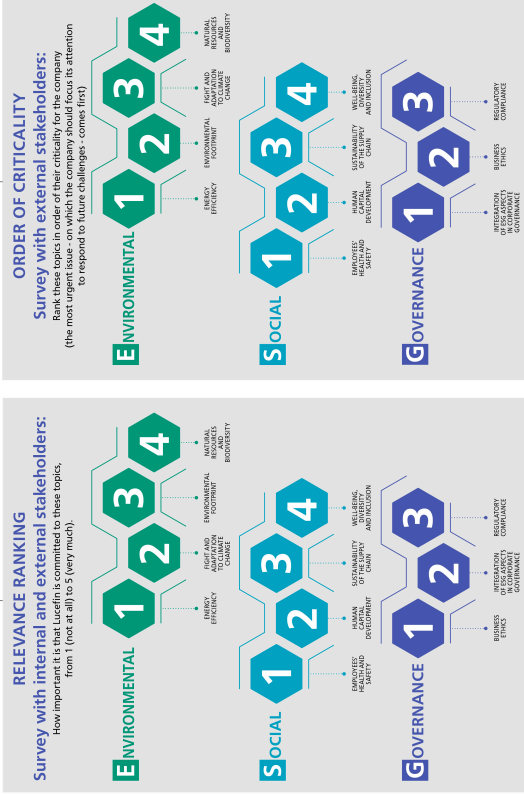 RELEVANCE RANKING
Survey with internal and external stakeholders:
How important it is that Lucefin is committed to these topics,
from 1 (not at all) to 5 (very much).
ENVIRONMENTAL
1
2
3
4
ENERGY
EFFICIENCY
FIGHT AND
ADAPTATION
TO CLIMATE
CHANGE
ENVIRONMENTAL
FOOTPRINT
NATURAL
RESOURCES
AND
BIODIVERSITY
SOCIAL
1
2
3
4
EMPLOYEES'
HEALTH AND
SAFETY
HUMAN
CAPITAL
DEVELOPMENT
SUSTAINABILITY
OF THE SUPPLY
CHAIN
WELL-BEING,
DIVERSITY
AND INCLUSION
GOVERNANCE
1
2
3
BUSINESS
ETHICS
INTEGRATION
OF ESG ASPECTS
IN CORPORATE
GOVERNANCE
REGULATORY
COMPLIANCE
ORDER OF CRITICALITY
Survey with external stakeholders:
Rank these topics in order of their criticality for the company
(the most urgent issue - on which the company should focus its attention
to respond to future challenges - comes first)
ENVIRONMENTAL
1
2
3
4
ENERGY
EFFICIENCY
ENVIRONMENTAL
FOOTPRINT
FIGHT AND
ADAPTATION
TO CLIMATE
CHANGE
NATURAL
RESOURCES
AND
BIODIVERSITY
SOCIAL
1
2
3
4
EMPLOYEES'
HEALTH AND
SAFETY
HUMAN
CAPITAL
DEVELOPMENT
SUSTAINABILITY
OF THE SUPPLY
CHAIN
WELL-BEING,
DIVERSITY
AND INCLUSION
GOVERNANCE
1
2
3
INTEGRATION
OF ESG ASPECTS
IN CORPORATE
GOVERNANCE
BUSINESS
ETHICS
REGULATORY
COMPLIANCE